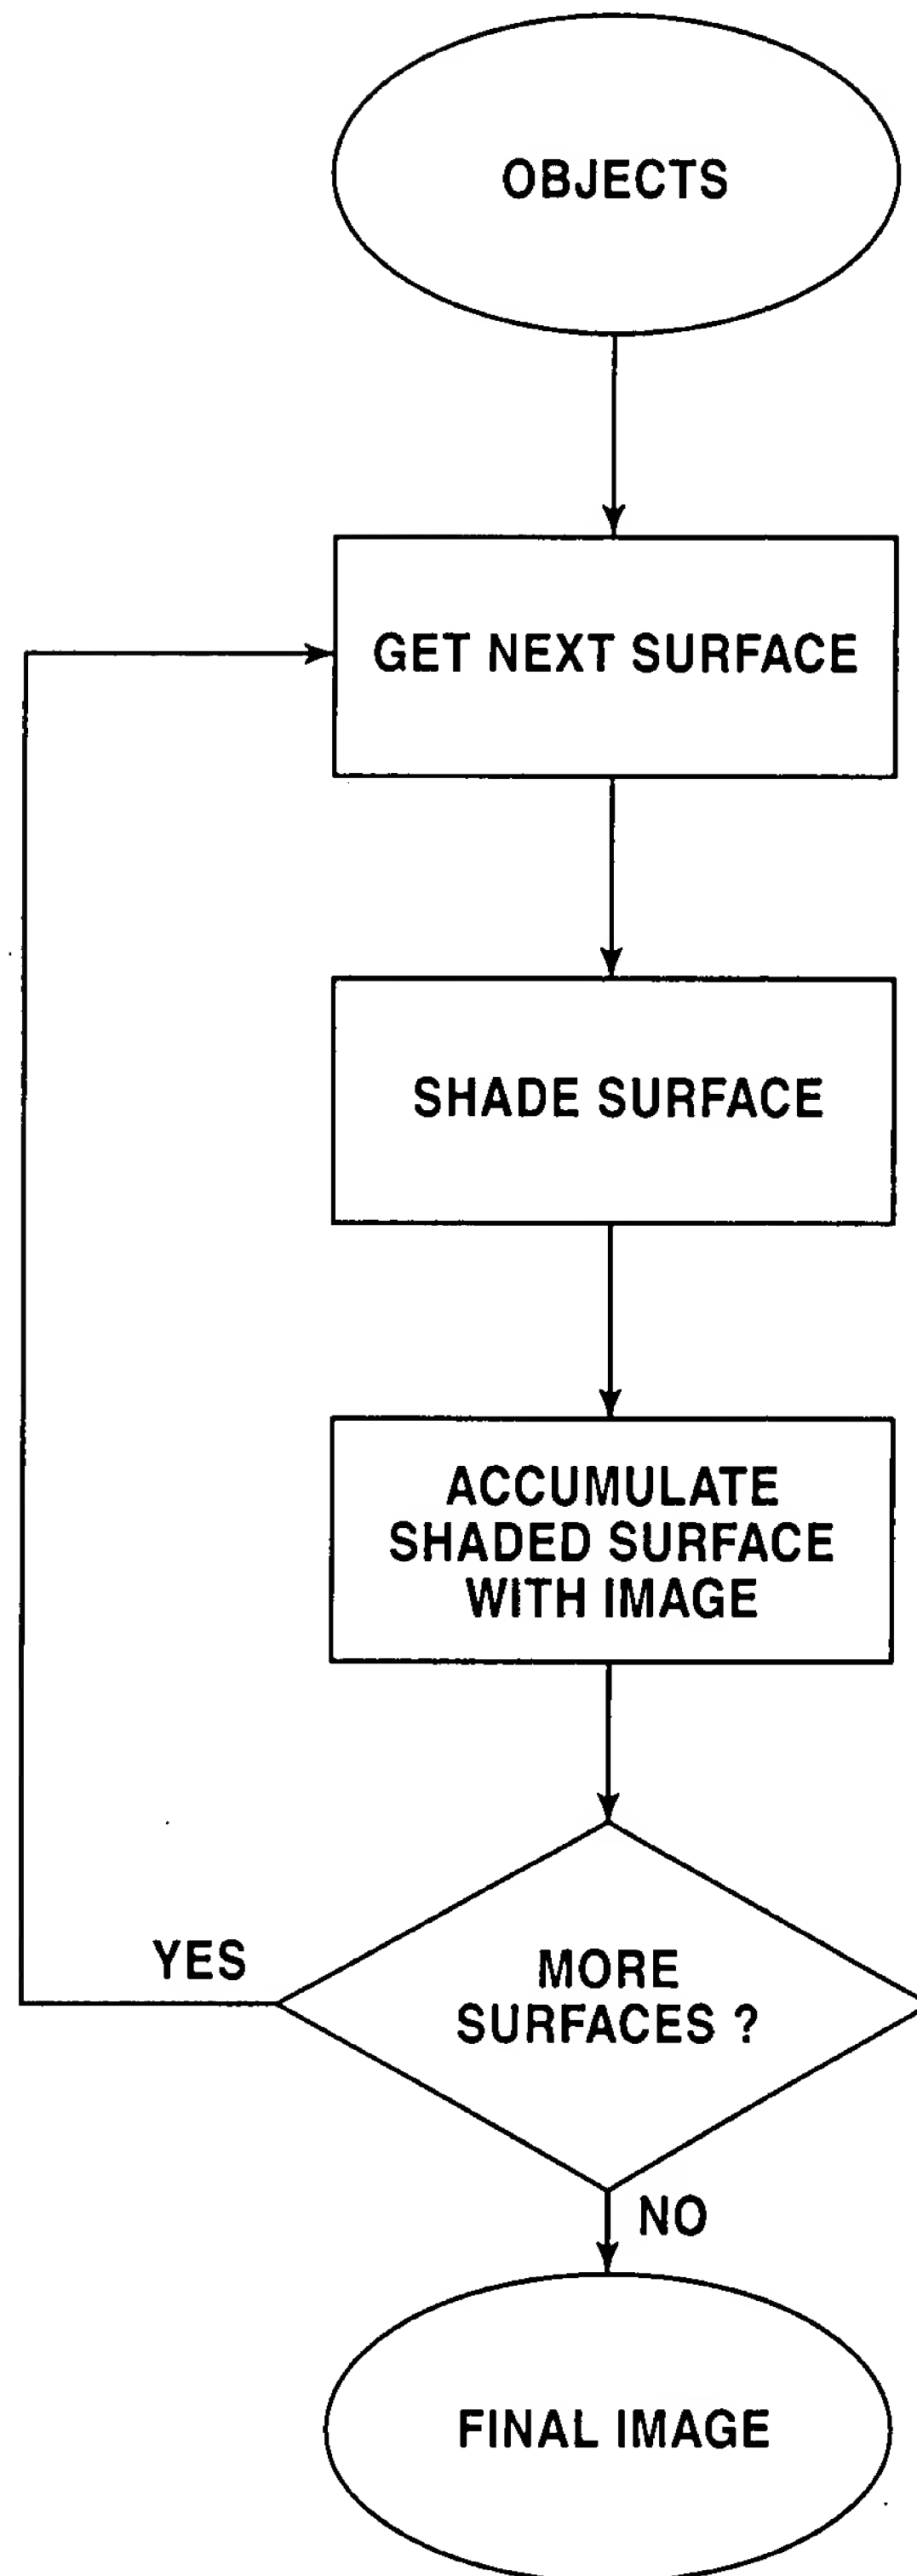 OBJECTS
GET NEXT SURFACE
SHADE SURFACE
ACCUMULATE
SHADED SURFACE
WITH IMAGE
YES
MORE
SURFACES ?
NO
FINAL IMAGE